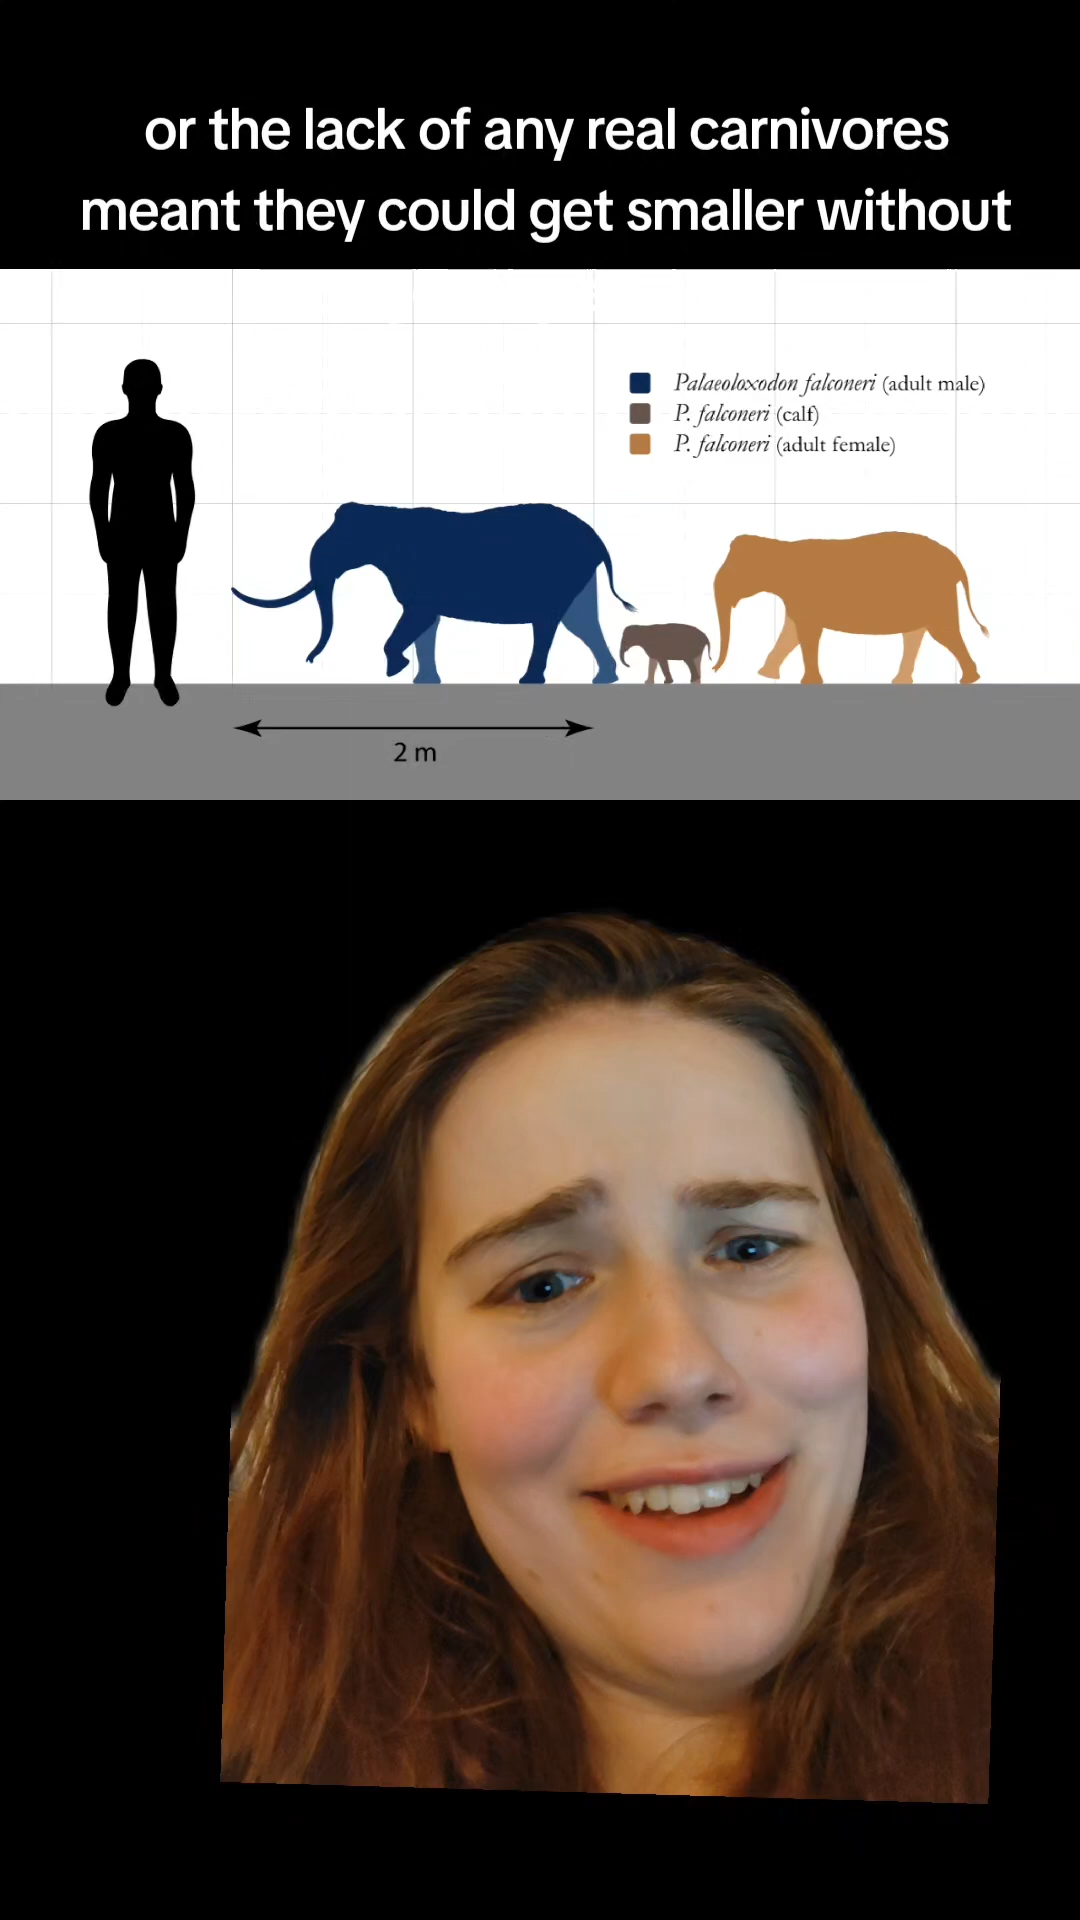 or the lack of any real carnivores
meant they could get smaller without
Palaeoloxodon falconeri (adult male)
P. falconeri (calf)
P. falconeri (adult female)
2 m